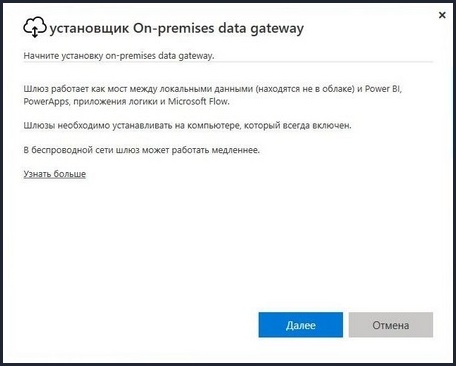 установщик On-premises data gateway
Начните установку on-premises data gateway.
Шлюз работает как мост между локальными данными (находятся не в облаке) и Power BI,
PowerApps, приложения логики и Microsoft Flow.
Шлюзы необходимо устанавливать на компьютере, который всегда включен.
В беспроводной сети шлюз может работать медленнее.
Узнать больше
Далее
Отмена